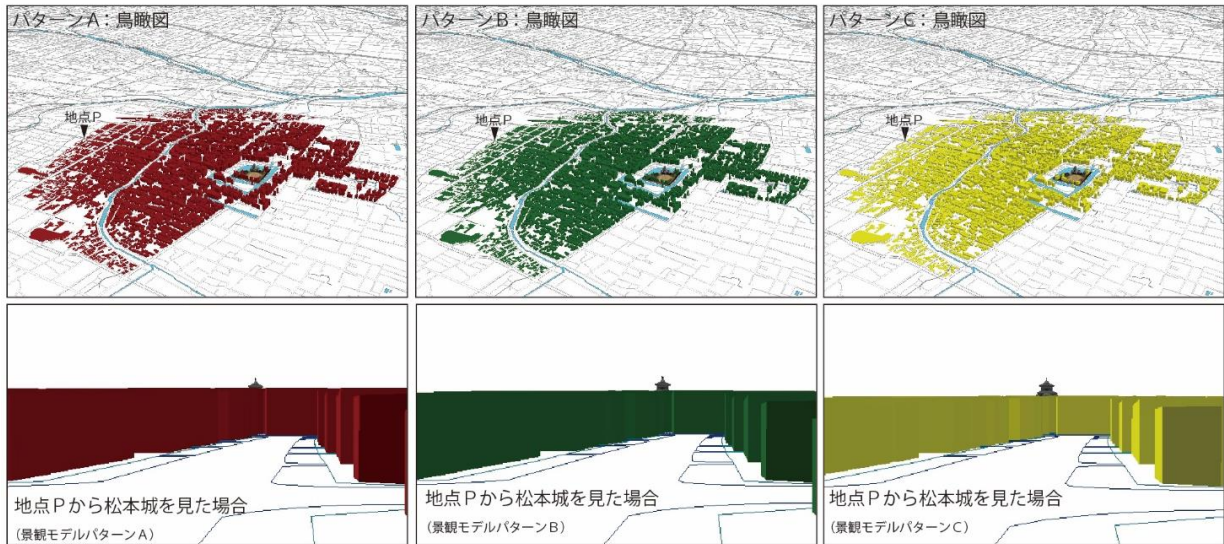 パターンA：鳥瞰図
地点P
パターンB：鳥瞰図
地点P
パターンC：鳥瞰図
地点P
地点Pから松本城を見た場合
（景観モデルパターンA）
地点Pから松本城を見た場合
（景観モデルパターンB）
地点Pから松本城を見た場合
（景観モデルパターンC）